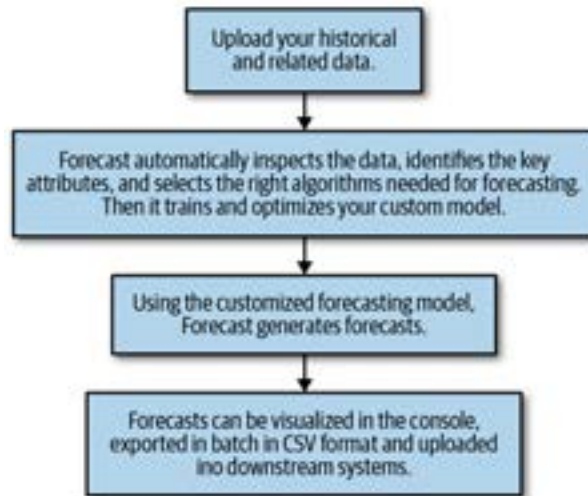 Upload your historical
and related data.
Forecast automatically inspects the data, identifies the key
attributes, and selects the right algorithms needed for forecasting.
Then it trains and optimizes your custom model.
Using the customized forecasting model,
Forecast generates forecasts.
Forecasts can be visualized in the console,
exported in batch in CSV format and uploaded
ino downstream systems.